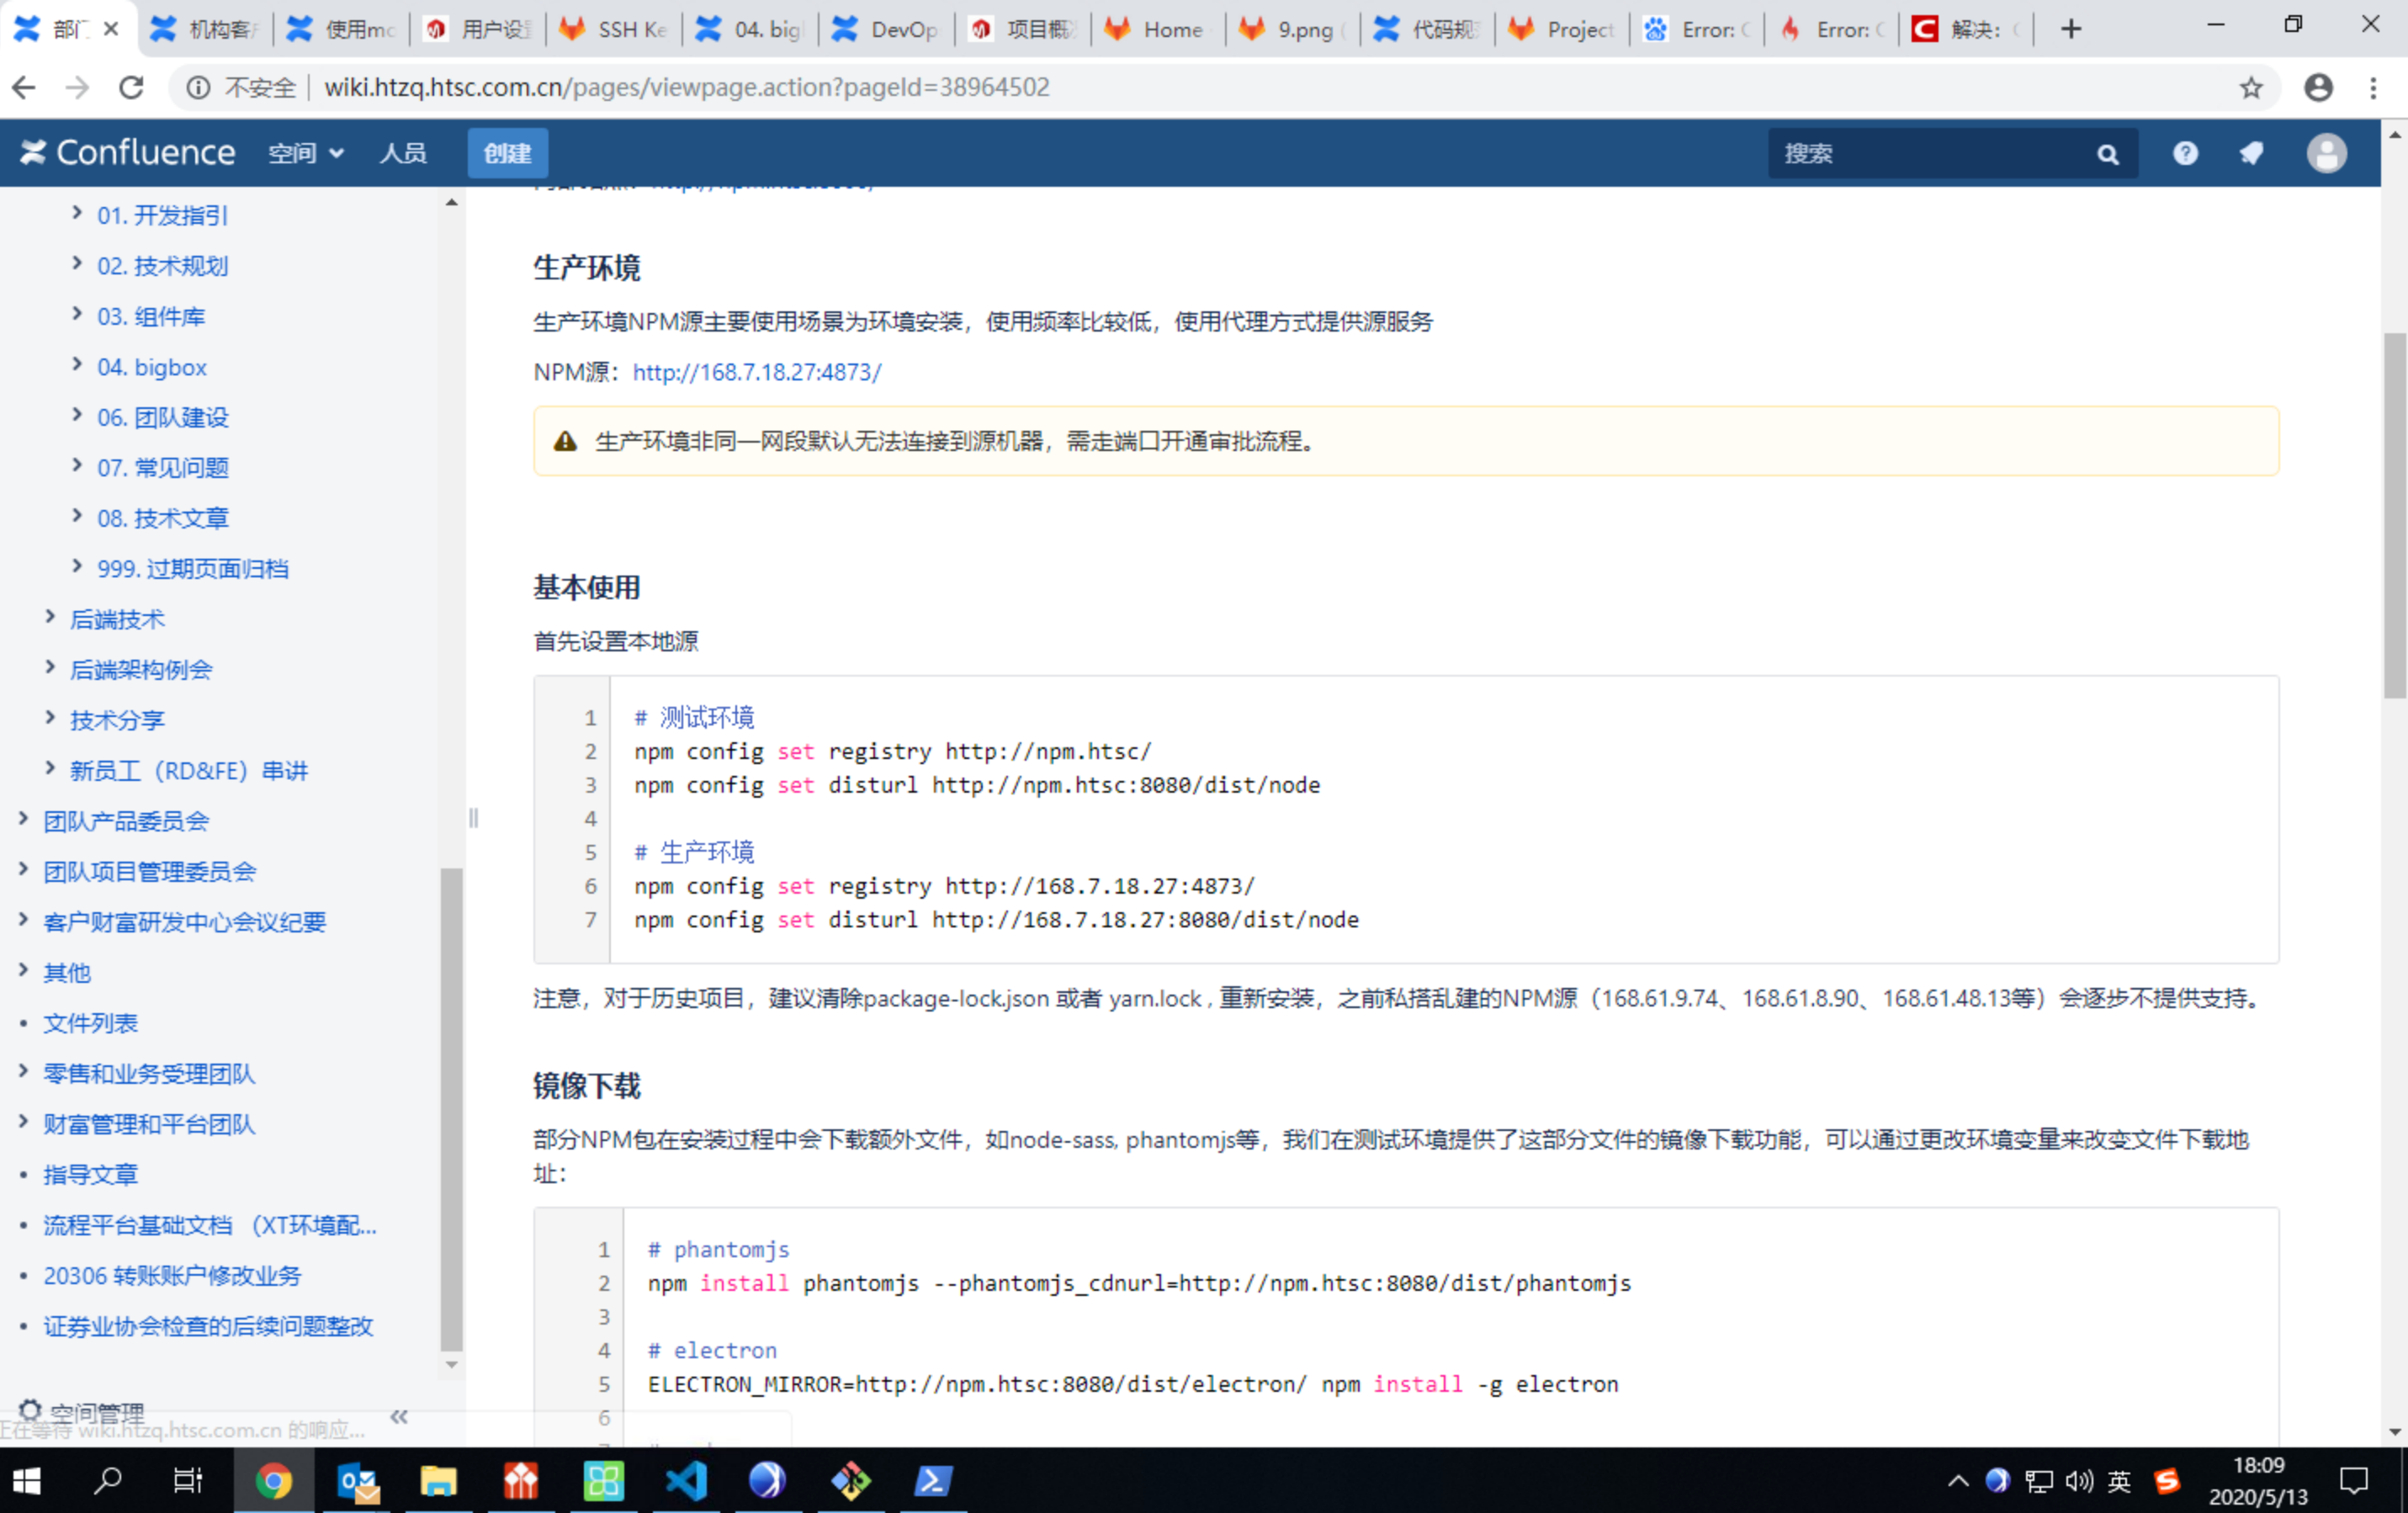 部门
机构客户
使用mo
用户设置
SSH Ke
04. bigl
DevOp
项目概况
Home
9.png (
代码规范
Project
Error: C
Error: C
解决：
不安全 | wiki.htzq.htsc.com.cn/pages/viewpage.action?pageId=38964502
Confluence 空间 人员 创建 搜索
01. 开发指引
02. 技术规划
03. 组件库
04. bigbox
06. 团队建设
07. 常见问题
08. 技术文章
999. 过期页面归档
后端技术
后端架构例会
技术分享
新员工（RD&FE）串讲
团队产品委员会
团队项目管理委员会
客户财富研发中心会议纪要
其他
文件列表
零售和业务受理团队
财富管理和平台团队
指导文章
流程平台基础文档 （XT环境配...
20306 转账账户修改业务
证券业协会检查的后续问题整改
空间管理
正在等待 wiki.htzq.htsc.com.cn 的响应...
生产环境
生产环境NPM源主要使用场景为环境安装，使用频率比较低，使用代理方式提供源服务
NPM源：http://168.7.18.27:4873/
生产环境非同一网段默认无法连接到源机器，需走端口开通审批流程。
基本使用
首先设置本地源
1 # 测试环境
2 npm config set registry http://npm.htsc/
3 npm config set disturl http://npm.htsc:8080/dist/node
4
5 # 生产环境
6 npm config set registry http://168.7.18.27:4873/
7 npm config set disturl http://168.7.18.27:8080/dist/node
注意，对于历史项目，建议清除package-lock.json 或者 yarn.lock , 重新安装，之前私搭乱建的NPM源（168.61.9.74、168.61.8.90、168.61.48.13等）会逐步不提供支持。
镜像下载
部分NPM包在安装过程中会下载额外文件，如node-sass, phantomjs等，我们在测试环境提供了这部分文件的镜像下载功能，可以通过更改环境变量来改变文件下载地
址：
1 # phantomjs
2 npm install phantomjs --phantomjs_cdnurl=http://npm.htsc:8080/dist/phantomjs
3
4 # electron
5 ELECTRON_MIRROR=http://npm.htsc:8080/dist/electron/ npm install -g electron
6
英
18:09
2020/5/13